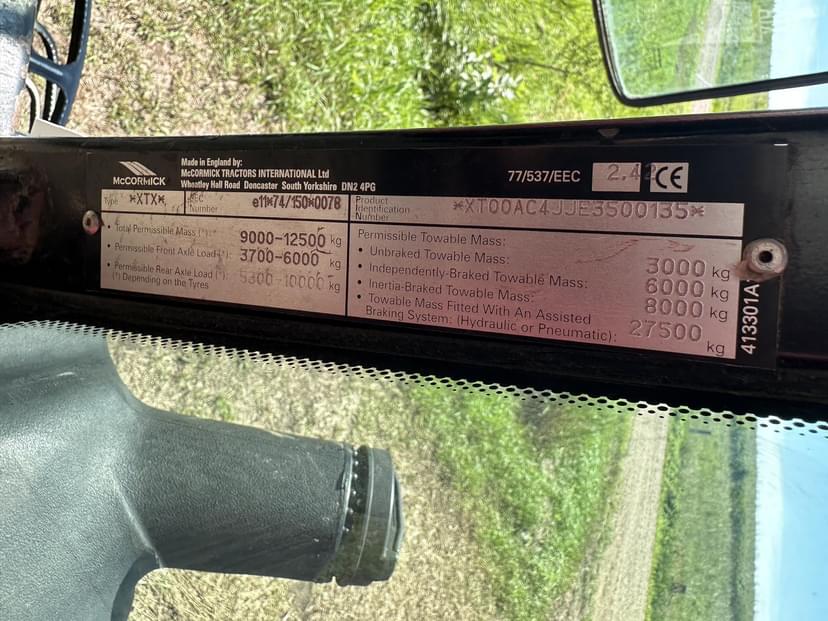 McCORMICK
Made in England by:
McCORMICK TRACTORS INTERNATIONAL Ltd
Wheatley Hall Road Doncaster South Yorkshire DN2 4PG
77/537/EEC 2.42 CE
Type *XTX* EEC Number e11*74/150*0078
Product Identification Number *XT00AC4JJE3500135*
• Total Permissible Mass (*): 9000-12500 kg
• Permissible Front Axle Load (*): 3700-6000 kg
• Permissible Rear Axle Load (*): 5300-10000 kg
(*) Depending on the Tyres
Permissible Towable Mass:
• Unbraked Towable Mass: 3000 kg
• Independently-Braked Towable Mass: 6000 kg
• Inertia-Braked Towable Mass: 8000 kg
• Towable Mass Fitted With An Assisted
Braking System: (Hydraulic or Pneumatic): 27500 kg